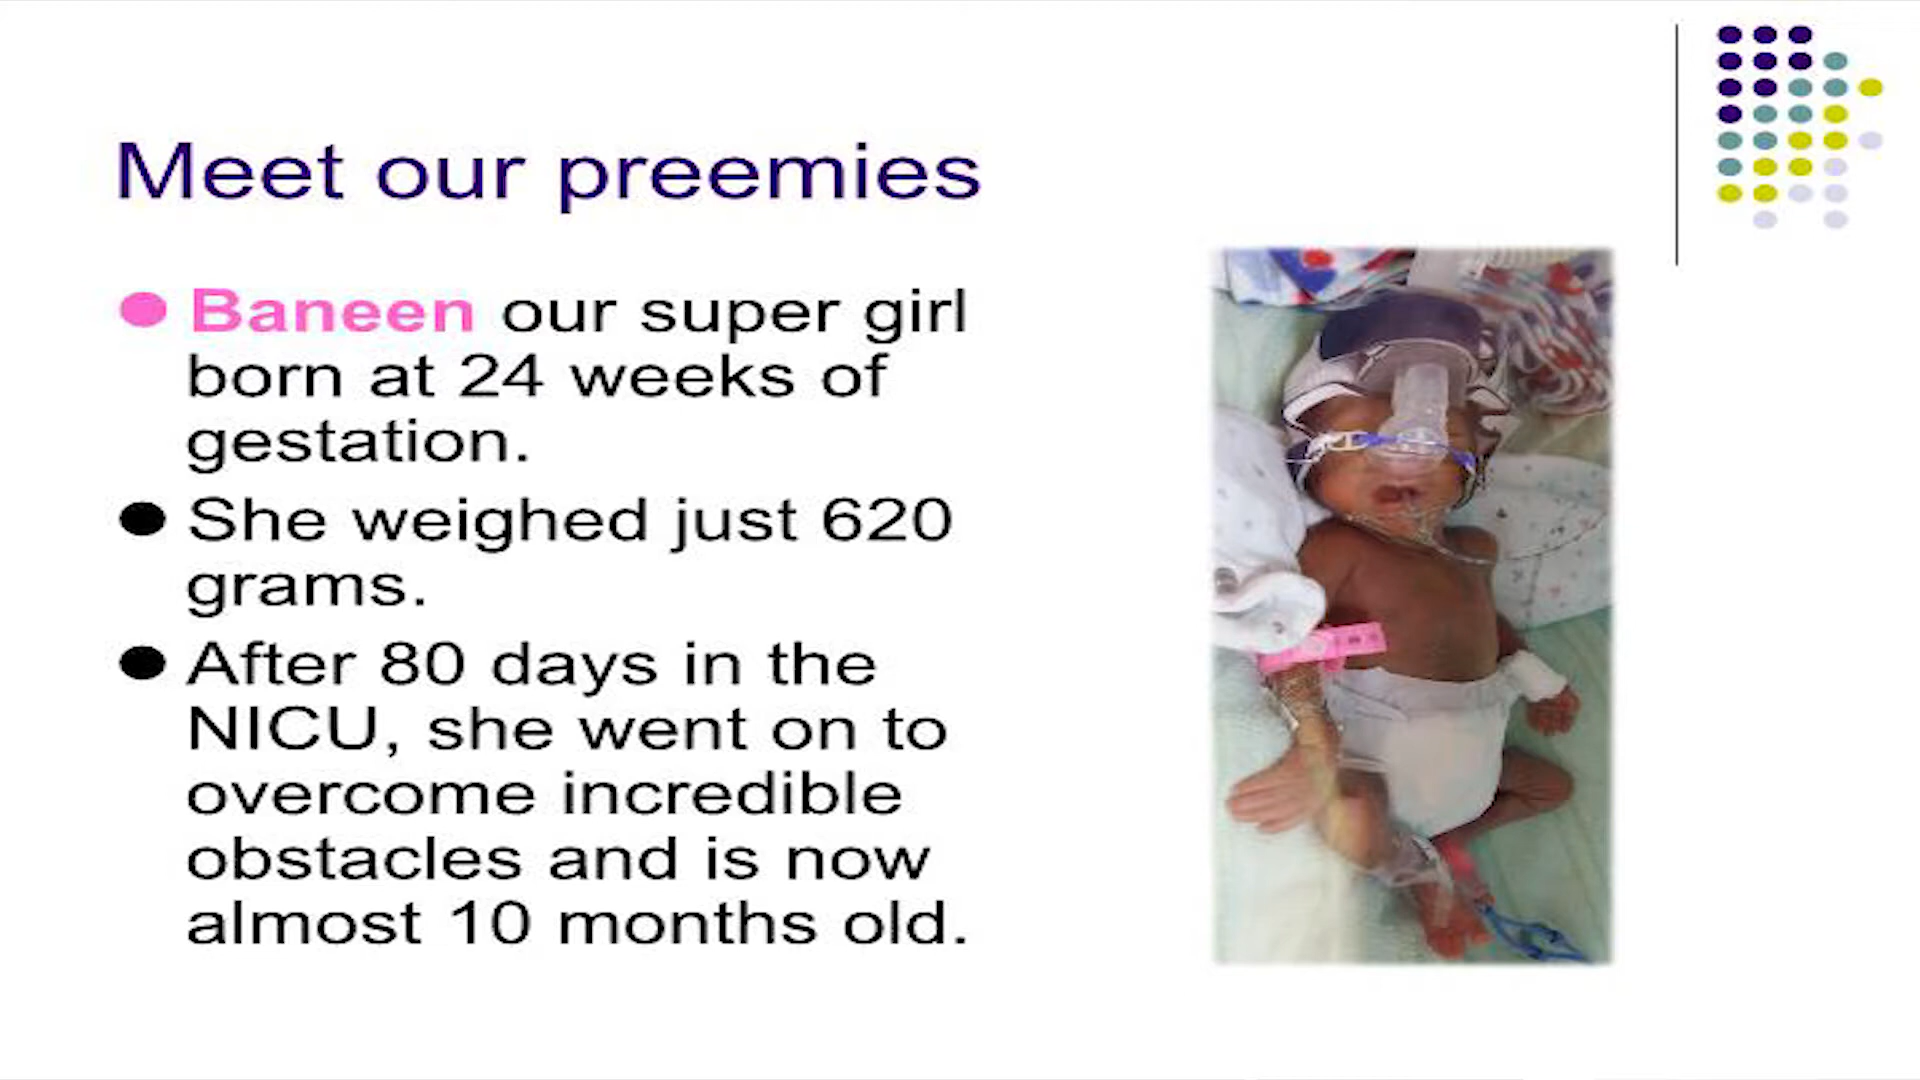 Meet our preemies
Baneen our super girl
born at 24 weeks of
gestation.
She weighed just 620
grams.
After 80 days in the
NICU, she went on to
overcome incredible
obstacles and is now
almost 10 months old.